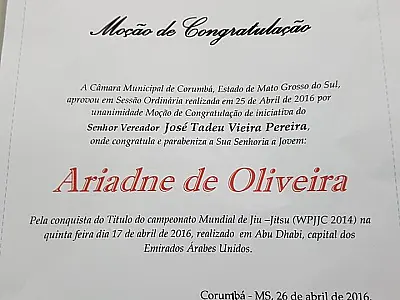 Moção de Congratulação
A Câmara Municipal de Corumbá, Estado de Mato Grosso do Sul,
aprovou em Sessão Ordinária realizada em 25 de Abril de 2016 por
unanimidade Moção de Congratulação de iniciativa do
Senhor Vereador José Tadeu Vieira Pereira,
onde congratula e parabeniza a Sua Senhoria a Jovem:
Ariadne de Oliveira
Pela conquista do Titulo do campeonato Mundial de Jiu –Jitsu (WPJJC 2014) na
quinta feira dia 17 de abril de 2016, realizado em Abu Dhabi, capital dos
Emirados Árabes Unidos.
Corumbá - MS, 26 de abril de 2016.